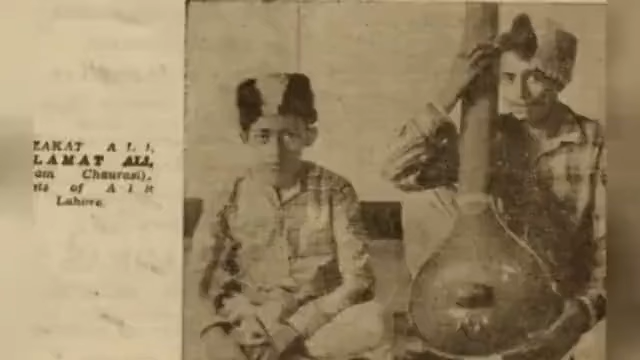 ZAKAT ALI,
LAMAT ALI,
am Chaurasi),
sts of A I R
Lahore.